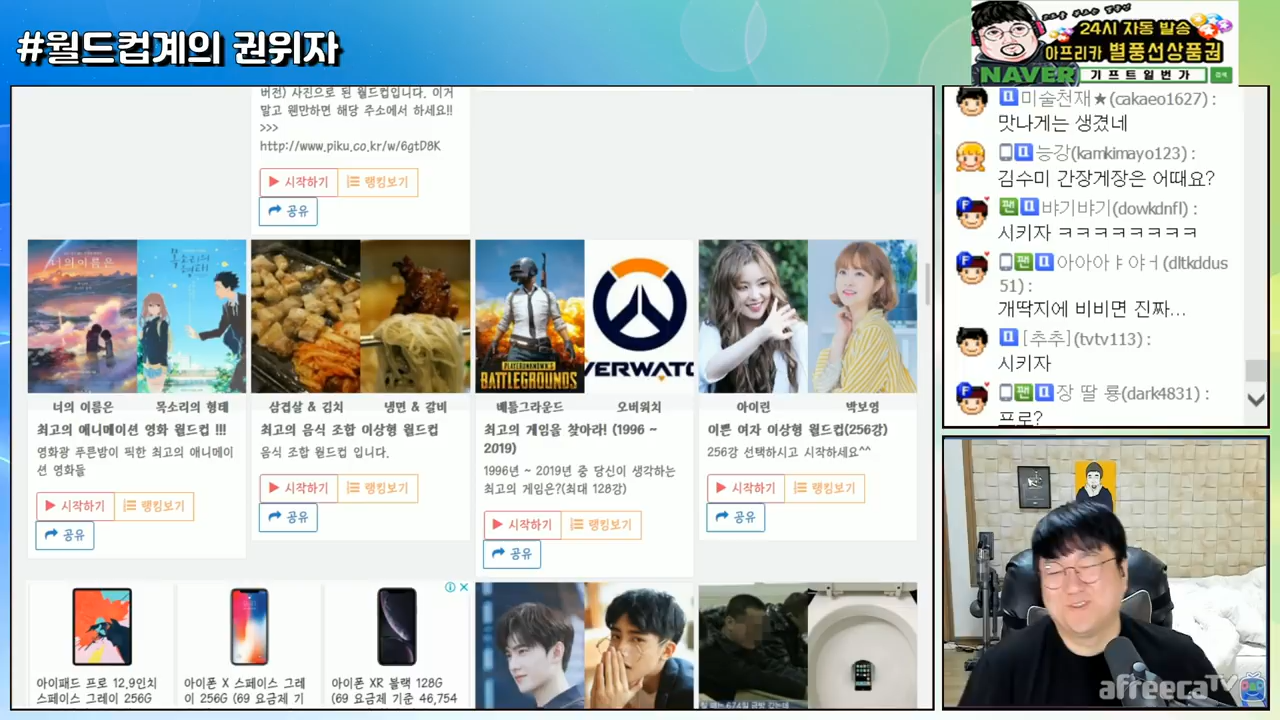 #월드컵계의 권위자
24시 자동 발송
아프리카 별풍선상품권
NAVER 기프트일번가 검색
버전) 사진으로 된 월드컵입니다. 이거
말고 웬만하면 해당 주소에서 하세요!!
>>>
http://www.piku.co.kr/w/6gtD8K
시작하기 랭킹보기
공유
너의 이름은
목소리의 형태
너의 이름은 목소리의 형태
최고의 애니메이션 영화 월드컵 !!!
영화광 푸른밤이 픽한 최고의 애니메이
션 영화들
시작하기 랭킹보기
공유
삼겹살 & 김치 냉면 & 갈비
최고의 음식 조합 이상형 월드컵
음식 조합 월드컵 입니다.
시작하기 랭킹보기
공유
PLAYERUNKNOWN'S
BATTLEGROUNDS
VERWATC
배틀그라운드 오버워치
최고의 게임을 찾아라! (1996 ~
2019)
1996년 ~ 2019년 중 당신이 생각하는
최고의 게임은?(최대 128강)
시작하기 랭킹보기
공유
아이린 박보영
이쁜 여자 이상형 월드컵(256강)
256강 선택하시고 시작하세요^^
시작하기 랭킹보기
공유
아이패드 프로 12.9인치
스페이스 그레이 256G
아이폰 X 스페이스 그레
이 256G (69 요금제 기
아이폰 XR 블랙 128G
(69 요금제 기준 46,754
미술천재★(cakaeo1627) :
맛나게는 생겼네
능강(kamkimayo123) :
김수미 간장게장은 어때요?
팬 뱌기뱌기(dowkdnfl) :
시키자 ㅋㅋㅋㅋㅋㅋㅋㅋ
팬 아아아ㅑ야ㅓ(dltkddus
51) :
개딱지에 비비면 진짜...
[추추](tvtv113) :
시키자
팬 장 딸 룡(dark4831) :
프로?
afreecaTV